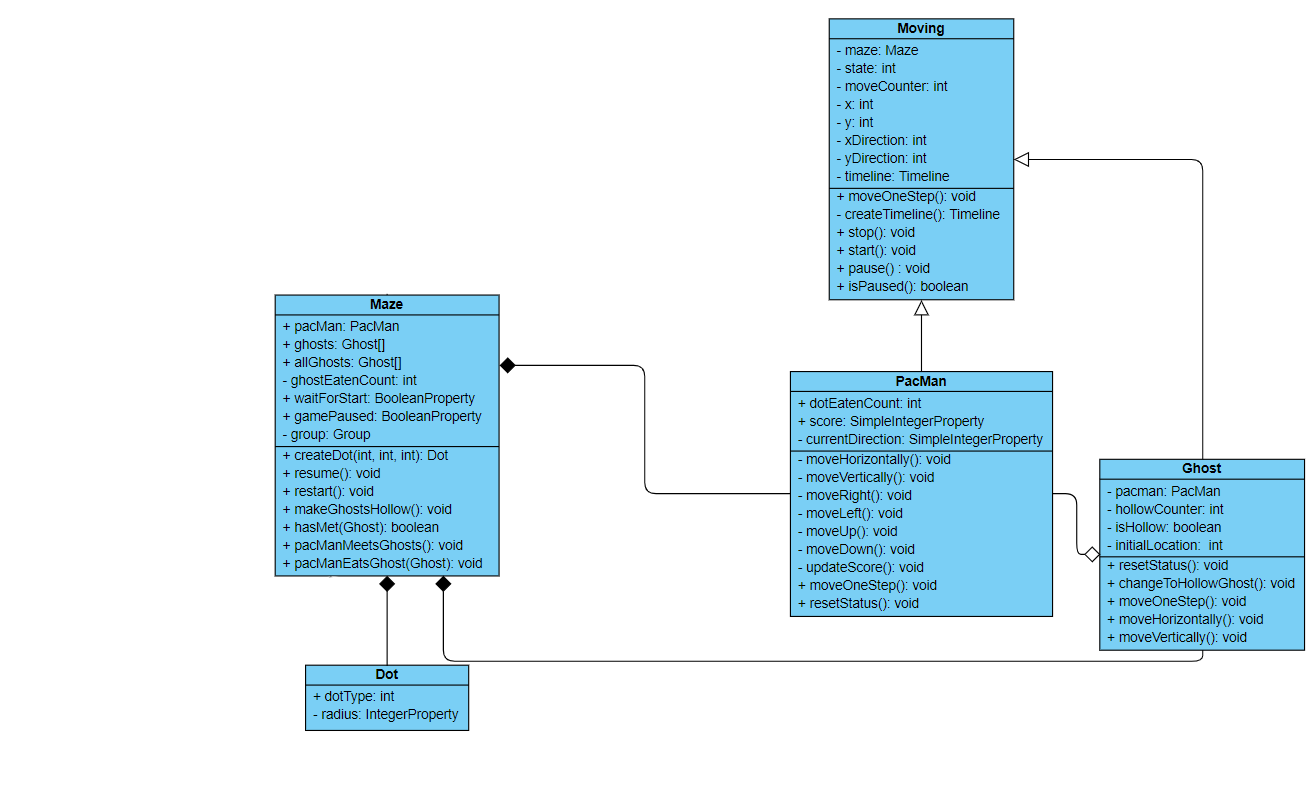 Moving
- maze: Maze
- state: int
- moveCounter: int
- x: int
- y: int
- xDirection: int
- yDirection: int
- timeline: Timeline
+ moveOneStep(): void
- createTimeline(): Timeline
+ stop(): void
+ start(): void
+ pause() : void
+ isPaused(): boolean
Maze
+ pacMan: PacMan
+ ghosts: Ghost[]
+ allGhosts: Ghost[]
- ghostEatenCount: int
+ waitForStart: BooleanProperty
+ gamePaused: BooleanProperty
- group: Group
+ createDot(int, int, int): Dot
+ resume(): void
+ restart(): void
+ makeGhostsHollow(): void
+ hasMet(Ghost): boolean
+ pacManMeetsGhosts(): void
+ pacManEatsGhost(Ghost): void
PacMan
+ dotEatenCount: int
+ score: SimpleIntegerProperty
- currentDirection: SimpleIntegerProperty
- moveHorizontally(): void
- moveVertically(): void
- moveRight(): void
- moveLeft(): void
- moveUp(): void
- moveDown(): void
- updateScore(): void
+ moveOneStep(): void
+ resetStatus(): void
Ghost
- pacman: PacMan
- hollowCounter: int
- isHollow: boolean
- initialLocation:  int
+ resetStatus(): void
+ changeToHollowGhost(): void
+ moveOneStep(): void
+ moveHorizontally(): void
+ moveVertically(): void
Dot
+ dotType: int
- radius: IntegerProperty